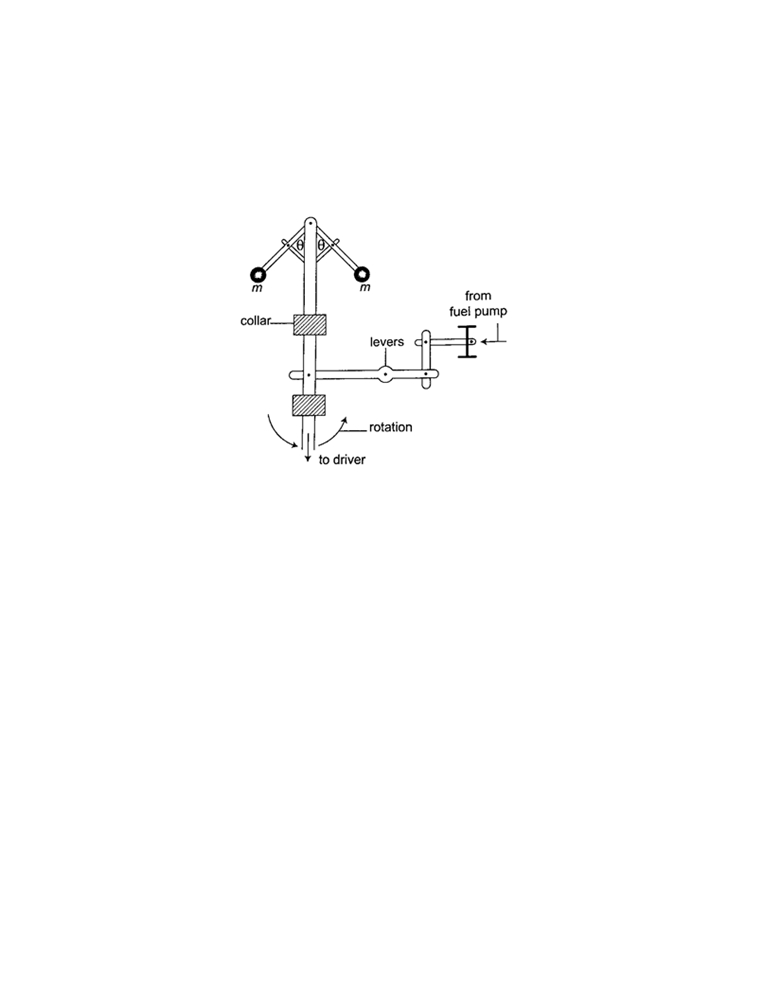 θ θ
m
m
from
fuel pump
collar
levers
rotation
to driver